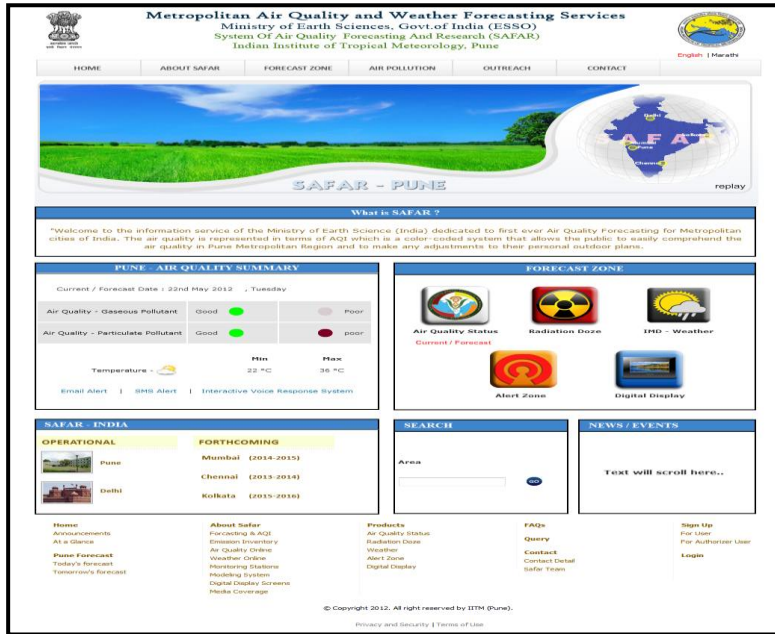 Metropolitan Air Quality and Weather Forecasting Services
Ministry of Earth Sciences, Govt.of India (ESSO)
System Of Air Quality Forecasting And Research (SAFAR)
Indian Institute of Tropical Meteorology, Pune
English | Marathi
HOME ABOUT SAFAR FORECAST ZONE AIR POLLUTION OUTREACH CONTACT
Delhi
SAFAR
Pune
SAFAR - PUNE
replay
What is SAFAR ?
"Welcome to the information service of the Ministry of Earth Science (India) dedicated to first ever Air Quality Forecasting for Metropolitan
cities of India. The air quality is represented in terms of AQI which is a color-coded system that allows the public to easily comprehend the
air quality in Pune Metropolitan Region and to make any adjustments to their personal outdoor plans.
PUNE - AIR QUALITY SUMMARY
Current / Forecast Date : 22nd May 2012 , Tuesday
Air Quality - Gaseous Pollutant Good Poor
Air Quality - Particulate Pollutant Good poor
Min Max
Temperature - 22 °C 36 °C
Email Alert | SMS Alert | Interactive Voice Response System
FORECAST ZONE
Air Quality Status Radiation Doze IMD - Weather
Current / Forecast
Alert Zone Digital Display
SAFAR - INDIA
OPERATIONAL
Pune
Delhi
FORTHCOMING
Mumbai (2014-2015)
Chennai (2013-2014)
Kolkata (2015-2016)
SEARCH
Area
GO
NEWS / EVENTS
Text will scroll here..
Home
Announcements
At a Glance
Pune Forecast
Today's forecast
Tomorrow's forecast
About Safar
Forcasting & AQI
Emission Inventory
Air Quality Online
Weather Online
Monitoring Stations
Modeling System
Digital Display Screens
Media Coverage
Products
Air Quality Status
Radiation Doze
Weather
Alert Zone
Digital Display
FAQs
Query
Contact
Contact Detail
Safar Team
Sign Up
For User
For Authorizer User
Login
© Copyright 2012. All right reserved by IITM (Pune).
Privacy and Security | Terms of Use